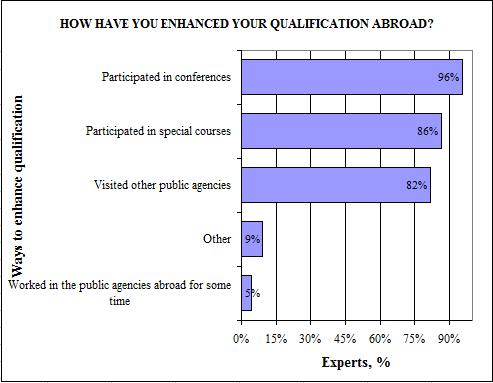 HOW HAVE YOU ENHANCED YOUR QUALIFICATION ABROAD?
Ways to enhance qualification
Participated in conferences
96%
Participated in special courses
86%
Visited other public agencies
82%
Other
9%
Worked in the public agencies abroad for some
time
5%
0% 15% 30% 45% 60% 75% 90%
Experts, %